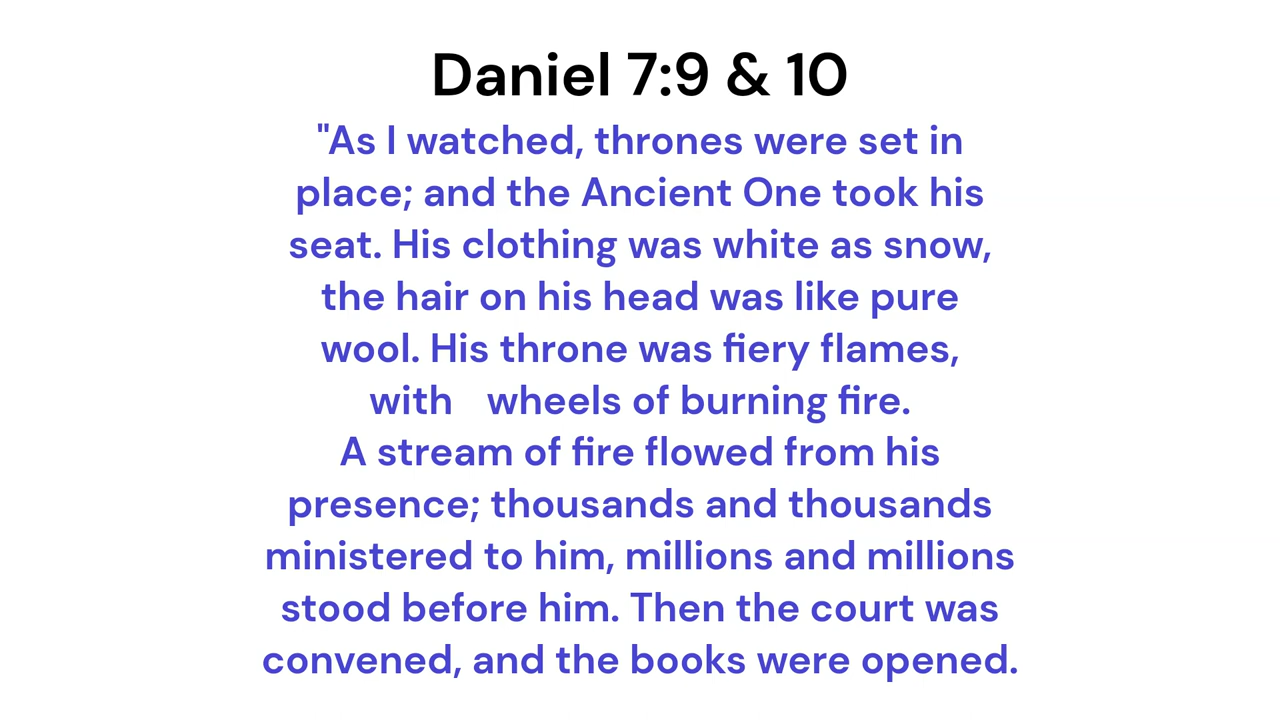 Daniel 7:9 & 10
"As I watched, thrones were set in
place; and the Ancient One took his
seat. His clothing was white as snow,
the hair on his head was like pure
wool. His throne was fiery flames,
with   wheels of burning fire.
A stream of fire flowed from his
presence; thousands and thousands
ministered to him, millions and millions
stood before him. Then the court was
convened, and the books were opened.